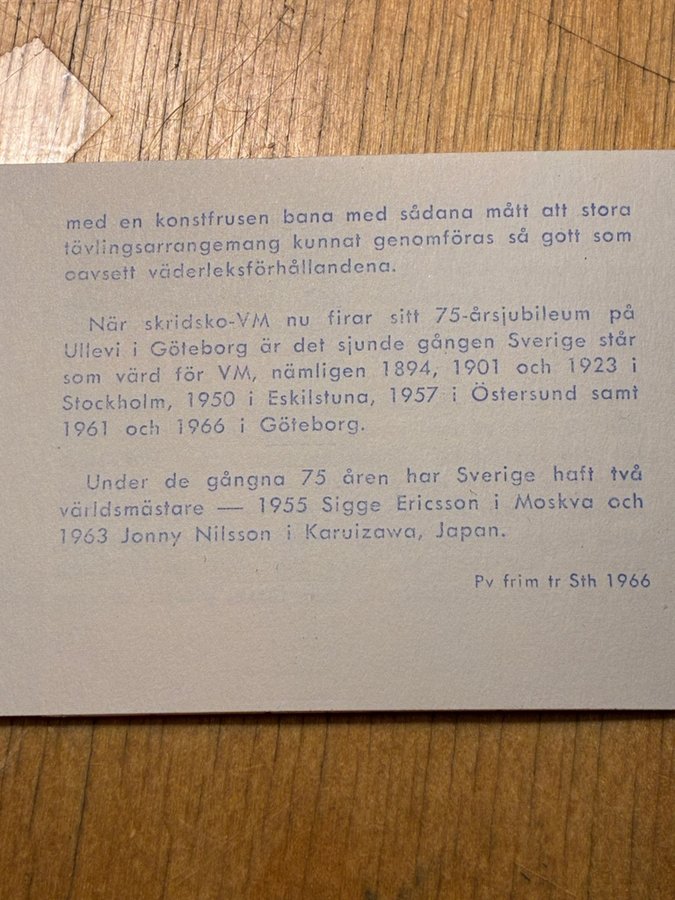 med en konstfrusen bana med sådana mått att stora
tävlingsarrangemang kunnat genomföras så gott som
oavsett väderleksförhållandena.
När skridsko-VM nu firar sitt 75-årsjubileum på
Ullevi i Göteborg är det sjunde gången Sverige står
som värd för VM, nämligen 1894, 1901 och 1923 i
Stockholm, 1950 i Eskilstuna, 1957 i Östersund samt
1961 och 1966 i Göteborg.
Under de gångna 75 åren har Sverige haft två
världsmästare — 1955 Sigge Ericsson i Moskva och
1963 Jonny Nilsson i Karuizawa, Japan.
Pv frim tr Sth 1966